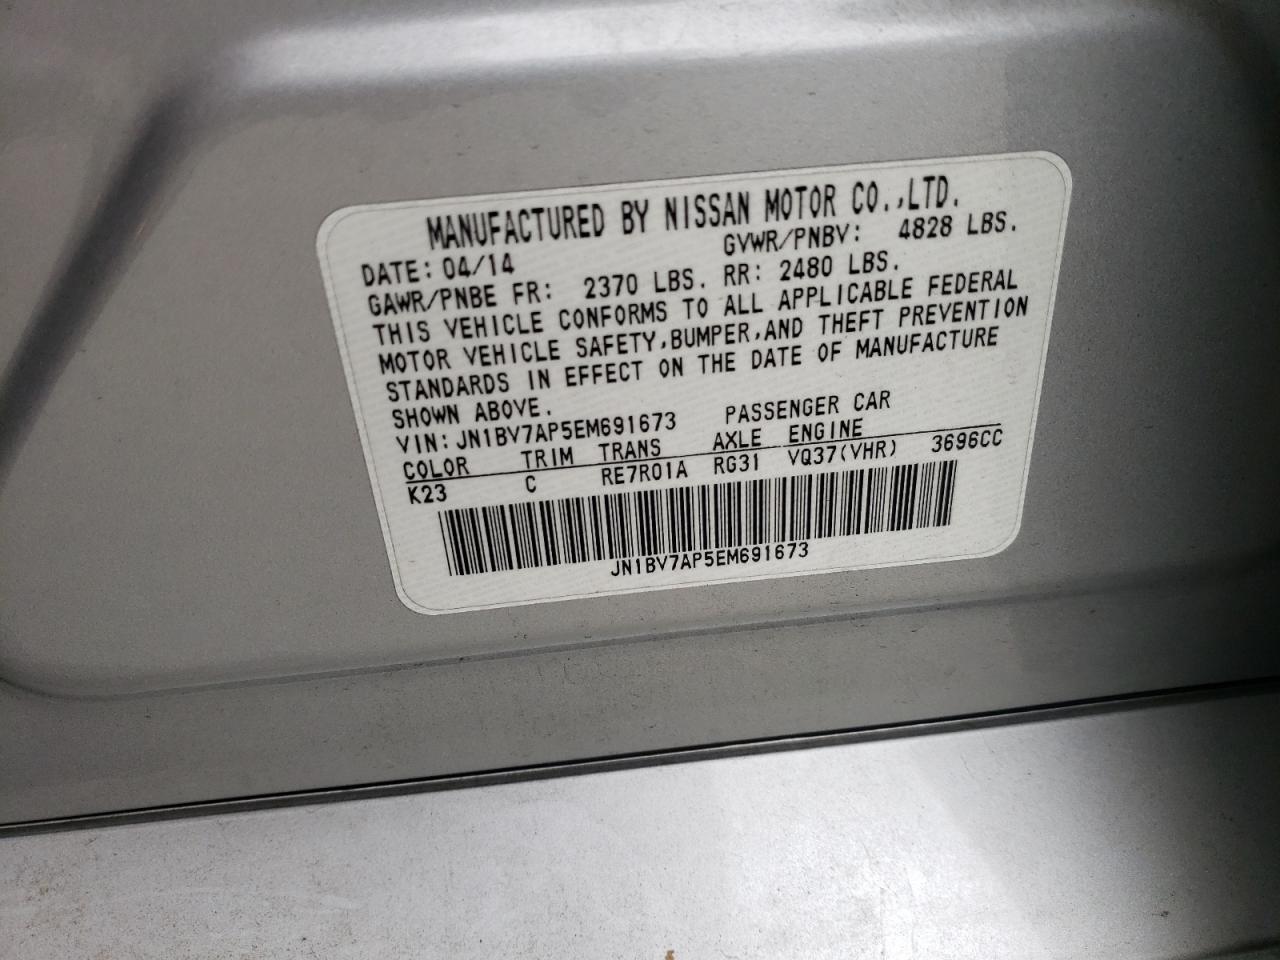 MANUFACTURED BY NISSAN MOTOR CO.,LTD.
DATE: 04/14 GVWR/PNBV: 4828 LBS.
GAWR/PNBE FR: 2370 LBS. RR: 2480 LBS.
THIS VEHICLE CONFORMS TO ALL APPLICABLE FEDERAL
MOTOR VEHICLE SAFETY,BUMPER,AND THEFT PREVENTION
STANDARDS IN EFFECT ON THE DATE OF MANUFACTURE
SHOWN ABOVE.
VIN: JN1BV7AP5EM691673 PASSENGER CAR
COLOR TRIM TRANS AXLE ENGINE
K23 C RE7R01A RG31 VQ37(VHR) 3696CC
JN1BV7AP5EM691673